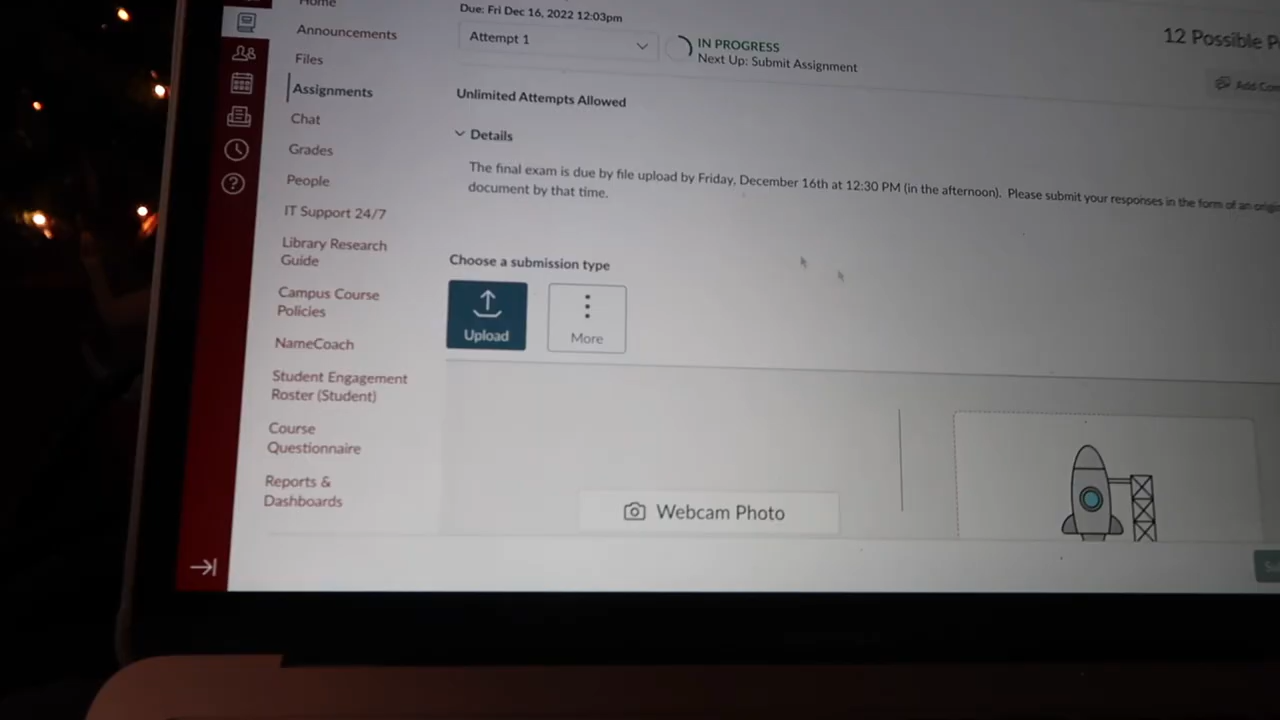 Home
Due: Fri Dec 16, 2022 12:03pm
Announcements
Attempt 1
IN PROGRESS
12 Possible
Next Up: Submit Assignment
Files
Assignments
Unlimited Attempts Allowed
Add
Chat
Details
Grades
The final exam is due by file upload by Friday, December 16th at 12:30 PM (in the afternoon). Please submit your responses in the form of an
document by that time.
People
IT Support 24/7
Library Research
Guide
Choose a submission type
Campus Course
Policies
Upload
More
NameCoach
Student Engagement
Roster (Student)
Course
Questionnaire
Reports &
Dashboards
Webcam Photo